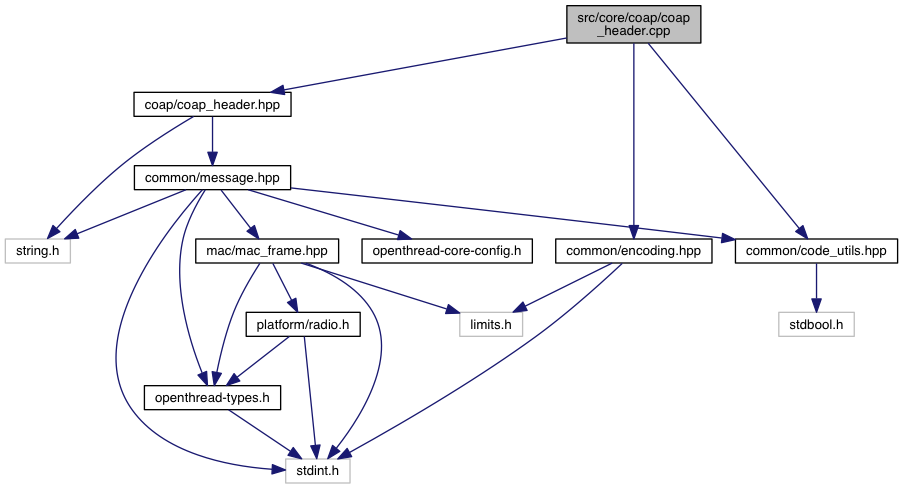 src/core/coap/coap
_header.cpp
coap/coap_header.hpp
common/message.hpp
string.h
mac/mac_frame.hpp
openthread-core-config.h
common/encoding.hpp
common/code_utils.hpp
platform/radio.h
limits.h
stdbool.h
openthread-types.h
stdint.h